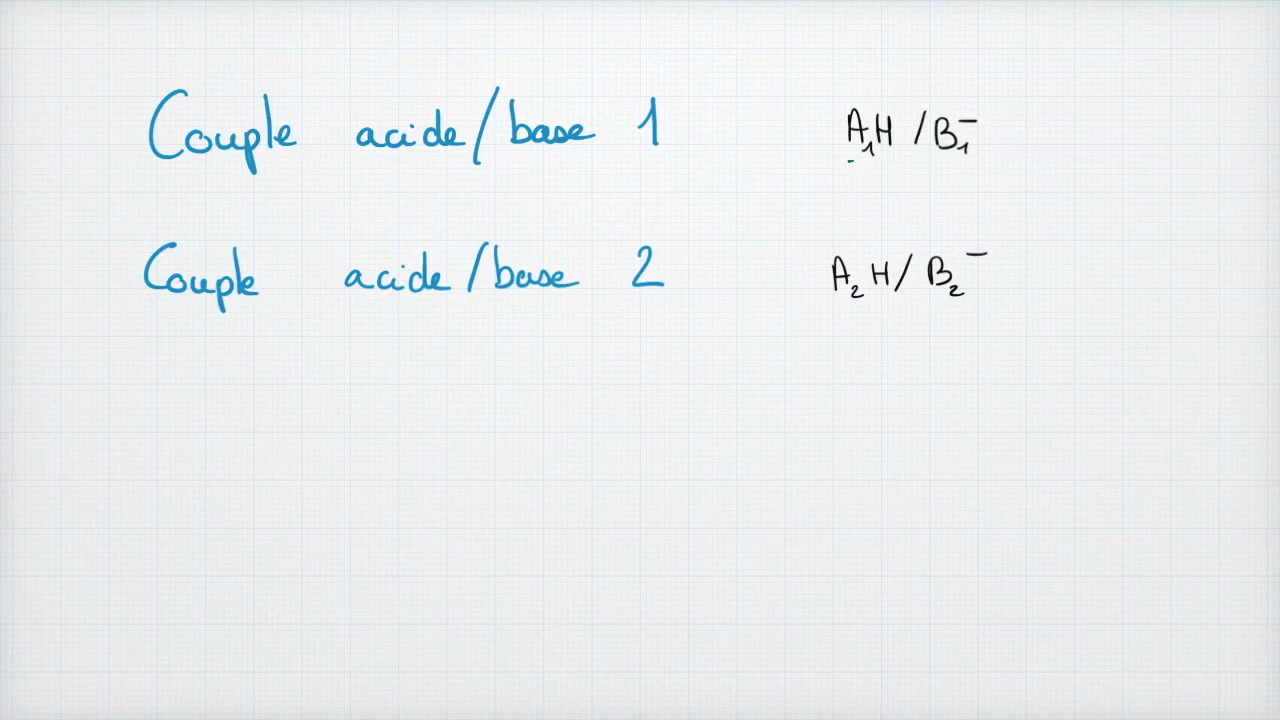 Couple acide/base 1 A₁H / B₁⁻
Couple acide/base 2 A₂H / B₂⁻